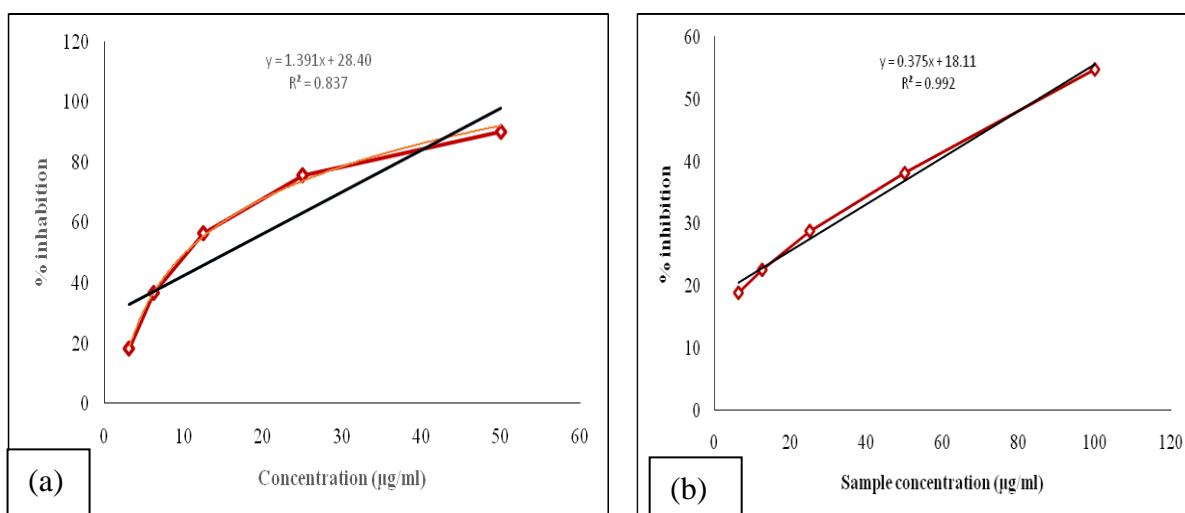 y = 1.391x + 28.40
R² = 0.837
120
100
80
60
40
20
0
% inhabition
0 10 20 30 40 50 60
Concentration (µg/ml)
(a)
y = 0.375x + 18.11
R² = 0.992
60
50
40
30
20
10
0
% inhibition
0 20 40 60 80 100 120
Sample concentration (µg/ml)
(b)